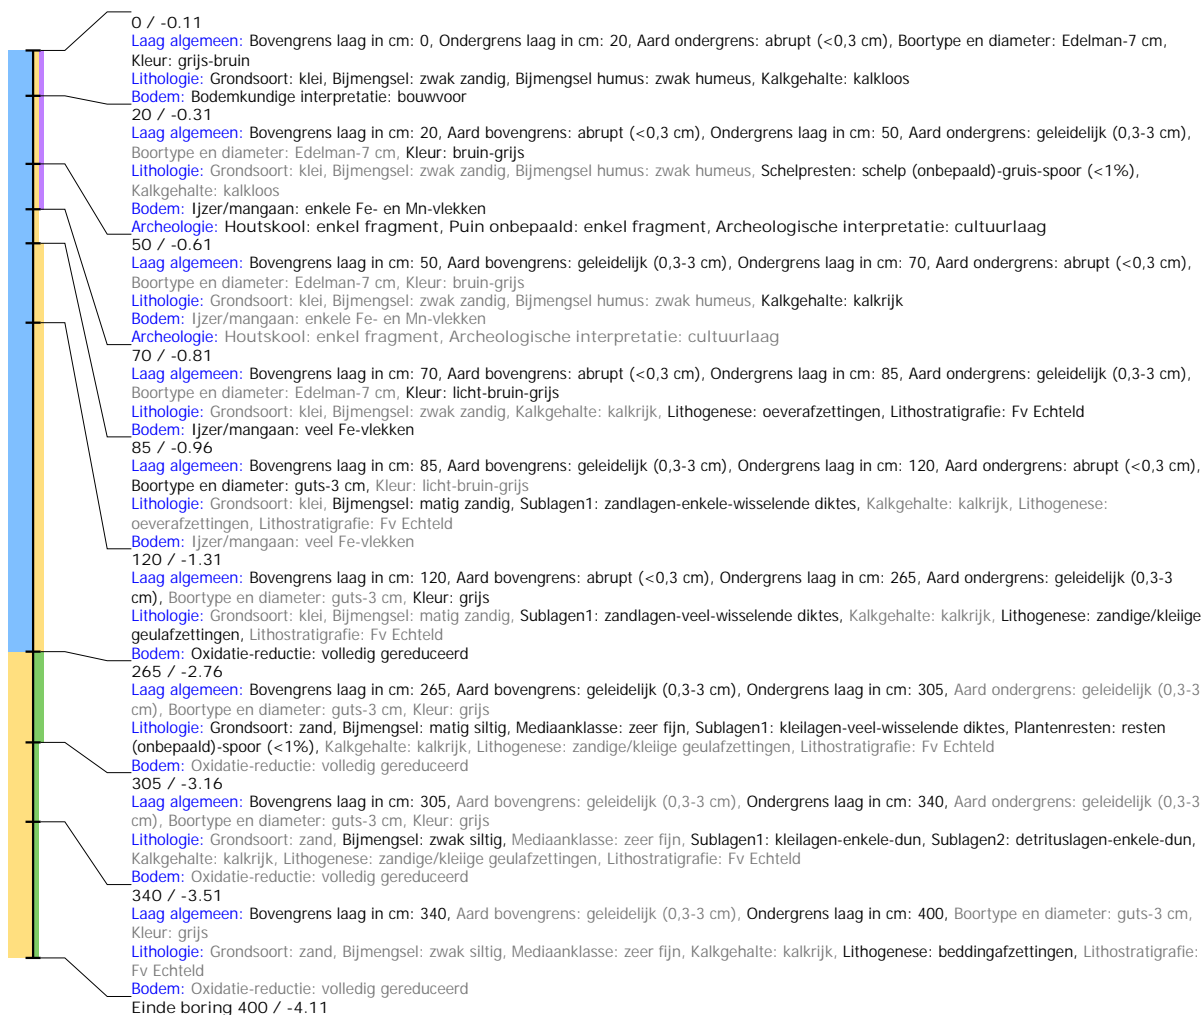 0 / -0.11
Laag algemeen: Bovengrens laag in cm: 0, Ondergrens laag in cm: 20, Aard ondergrens: abrupt (<0,3 cm), Boortype en diameter: Edelman-7 cm,
Kleur: grijs-bruin
Lithologie: Grondsoort: klei, Bijmengsel: zwak zandig, Bijmengsel humus: zwak humeus, Kalkgehalte: kalkloos
Bodem: Bodemkundige interpretatie: bouwvoor
20 / -0.31
Laag algemeen: Bovengrens laag in cm: 20, Aard bovengrens: abrupt (<0,3 cm), Ondergrens laag in cm: 50, Aard ondergrens: geleidelijk (0,3-3 cm),
Boortype en diameter: Edelman-7 cm, Kleur: bruin-grijs
Lithologie: Grondsoort: klei, Bijmengsel: zwak zandig, Bijmengsel humus: zwak humeus, Schelpresten: schelp (onbepaald)-gruis-spoor (<1%),
Kalkgehalte: kalkloos
Bodem: Ijzer/mangaan: enkele Fe- en Mn-vlekken
Archeologie: Houtskool: enkel fragment, Puin onbepaald: enkel fragment, Archeologische interpretatie: cultuurlaag
50 / -0.61
Laag algemeen: Bovengrens laag in cm: 50, Aard bovengrens: geleidelijk (0,3-3 cm), Ondergrens laag in cm: 70, Aard ondergrens: abrupt (<0,3 cm),
Boortype en diameter: Edelman-7 cm, Kleur: bruin-grijs
Lithologie: Grondsoort: klei, Bijmengsel: zwak zandig, Bijmengsel humus: zwak humeus, Kalkgehalte: kalkrijk
Bodem: Ijzer/mangaan: enkele Fe- en Mn-vlekken
Archeologie: Houtskool: enkel fragment, Archeologische interpretatie: cultuurlaag
70 / -0.81
Laag algemeen: Bovengrens laag in cm: 70, Aard bovengrens: abrupt (<0,3 cm), Ondergrens laag in cm: 85, Aard ondergrens: geleidelijk (0,3-3 cm),
Boortype en diameter: Edelman-7 cm, Kleur: licht-bruin-grijs
Lithologie: Grondsoort: klei, Bijmengsel: zwak zandig, Kalkgehalte: kalkrijk, Lithogenese: oeverafzettingen, Lithostratigrafie: Fv Echteld
Bodem: Ijzer/mangaan: veel Fe-vlekken
85 / -0.96
Laag algemeen: Bovengrens laag in cm: 85, Aard bovengrens: geleidelijk (0,3-3 cm), Ondergrens laag in cm: 120, Aard ondergrens: abrupt (<0,3 cm),
Boortype en diameter: guts-3 cm, Kleur: licht-bruin-grijs
Lithologie: Grondsoort: klei, Bijmengsel: matig zandig, Sublagen1: zandlagen-enkele-wisselende diktes, Kalkgehalte: kalkrijk, Lithogenese:
oeverafzettingen, Lithostratigrafie: Fv Echteld
Bodem: Ijzer/mangaan: veel Fe-vlekken
120 / -1.31
Laag algemeen: Bovengrens laag in cm: 120, Aard bovengrens: abrupt (<0,3 cm), Ondergrens laag in cm: 265, Aard ondergrens: geleidelijk (0,3-3
cm), Boortype en diameter: guts-3 cm, Kleur: grijs
Lithologie: Grondsoort: klei, Bijmengsel: matig zandig, Sublagen1: zandlagen-veel-wisselende diktes, Kalkgehalte: kalkrijk, Lithogenese: zandige/kleiige
geulafzettingen, Lithostratigrafie: Fv Echteld
Bodem: Oxidatie-reductie: volledig gereduceerd
265 / -2.76
Laag algemeen: Bovengrens laag in cm: 265, Aard bovengrens: geleidelijk (0,3-3 cm), Ondergrens laag in cm: 305, Aard ondergrens: geleidelijk (0,3-3
cm), Boortype en diameter: guts-3 cm, Kleur: grijs
Lithologie: Grondsoort: zand, Bijmengsel: matig siltig, Mediaanklasse: zeer fijn, Sublagen1: kleilagen-veel-wisselende diktes, Plantenresten: resten
(onbepaald)-spoor (<1%), Kalkgehalte: kalkrijk, Lithogenese: zandige/kleiige geulafzettingen, Lithostratigrafie: Fv Echteld
Bodem: Oxidatie-reductie: volledig gereduceerd
305 / -3.16
Laag algemeen: Bovengrens laag in cm: 305, Aard bovengrens: geleidelijk (0,3-3 cm), Ondergrens laag in cm: 340, Aard ondergrens: geleidelijk (0,3-3
cm), Boortype en diameter: guts-3 cm, Kleur: grijs
Lithologie: Grondsoort: zand, Bijmengsel: zwak siltig, Mediaanklasse: zeer fijn, Sublagen1: kleilagen-enkele-dun, Sublagen2: detrituslagen-enkele-dun,
Kalkgehalte: kalkrijk, Lithogenese: zandige/kleiige geulafzettingen, Lithostratigrafie: Fv Echteld
Bodem: Oxidatie-reductie: volledig gereduceerd
340 / -3.51
Laag algemeen: Bovengrens laag in cm: 340, Aard bovengrens: geleidelijk (0,3-3 cm), Ondergrens laag in cm: 400, Boortype en diameter: guts-3 cm,
Kleur: grijs
Lithologie: Grondsoort: zand, Bijmengsel: zwak siltig, Mediaanklasse: zeer fijn, Kalkgehalte: kalkrijk, Lithogenese: beddingafzettingen, Lithostratigrafie:
Fv Echteld
Bodem: Oxidatie-reductie: volledig gereduceerd
Einde boring 400 / -4.11